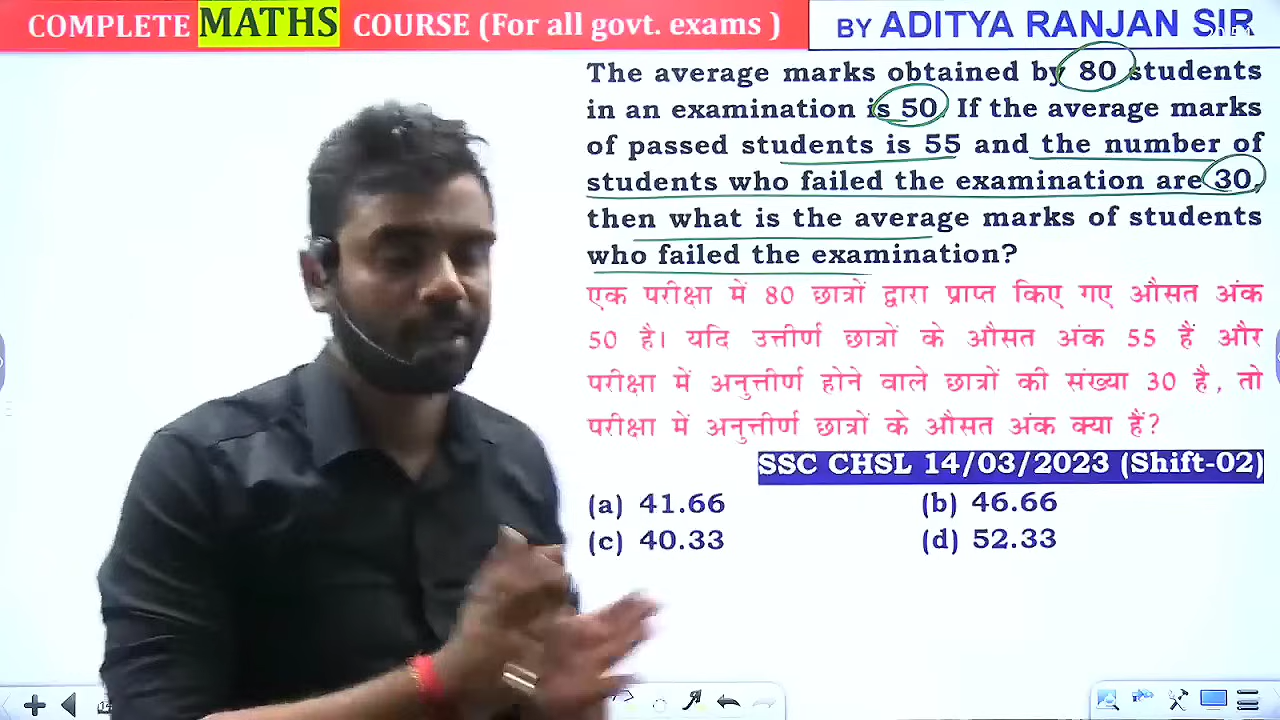 COMPLETE MATHS COURSE (For all govt. exams )
BY ADITYA RANJAN SIR
The average marks obtained by 80 students
in an examination is 50. If the average marks
of passed students is 55 and the number of
students who failed the examination are 30,
then what is the average marks of students
who failed the examination?
एक परीक्षा में 80 छात्रों द्वारा प्राप्त किए गए औसत अंक
50 है। यदि उत्तीर्ण छात्रों के औसत अंक 55 है और
परीक्षा में अनुत्तीर्ण होने वाले छात्रों की संख्या 30 है, तो
परीक्षा में अनुत्तीर्ण छात्रों के औसत अंक क्या हैं?
SSC CHSL 14/03/2023 (Shift-02)
(a) 41.66 (b) 46.66
(c) 40.33 (d) 52.33